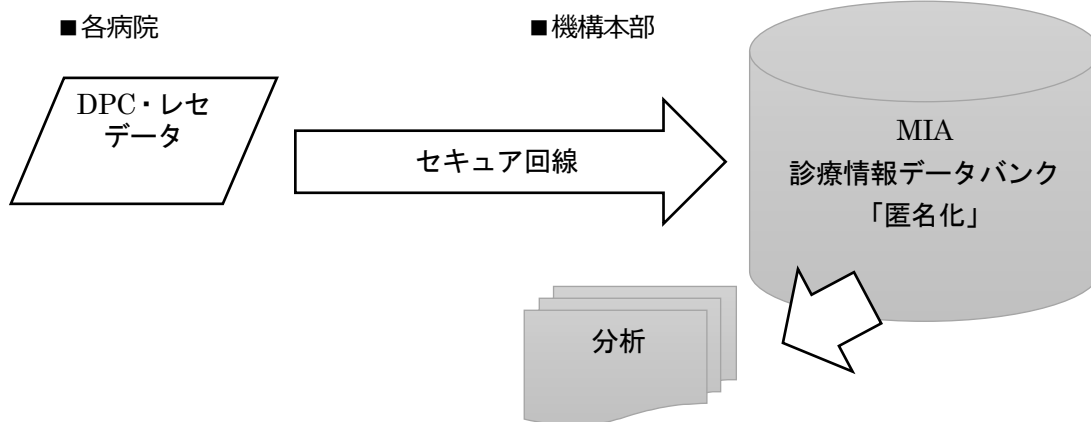 ■各病院
■機構本部
DPC・レセ
データ
セキュア回線
MIA
診療情報データバンク
「匿名化」
分析